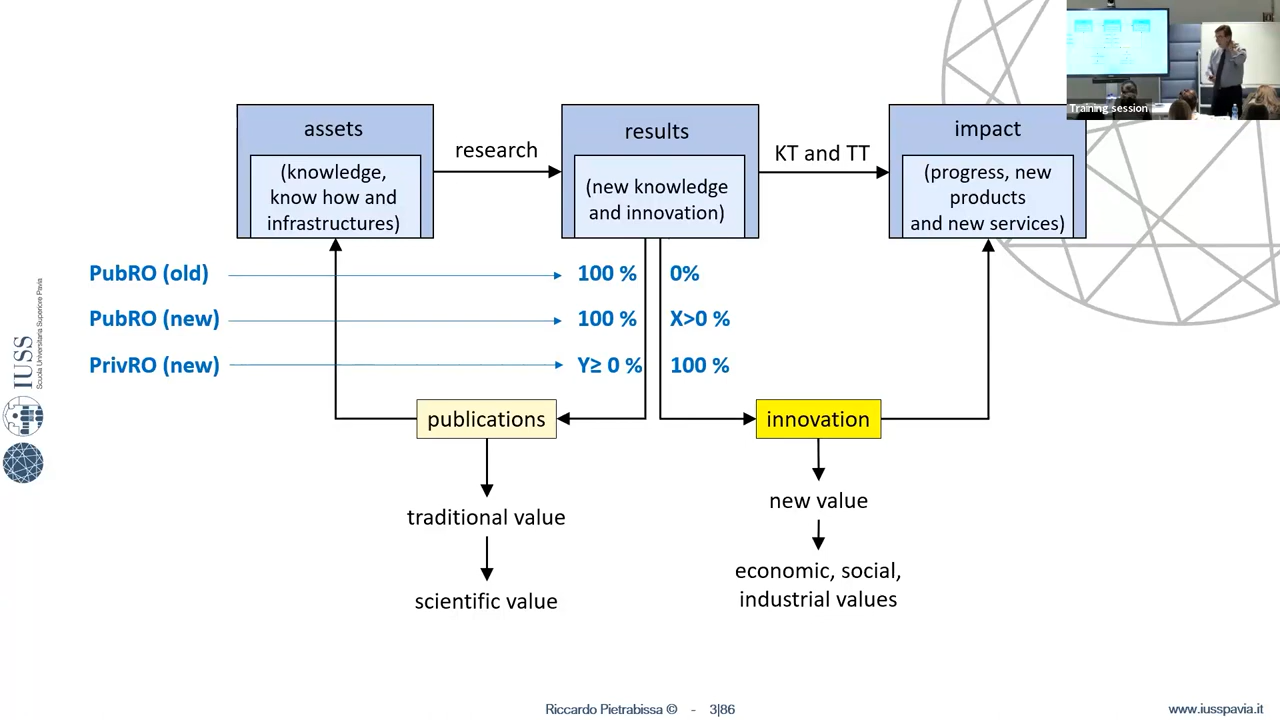 Training session
assets
(knowledge,
know how and
infrastructures)
research
results
(new knowledge
and innovation)
KT and TT
impact
(progress, new
products
and new services)
PubRO (old)
100 %
0%
PubRO (new)
100 %
X>0 %
PrivRO (new)
Y≥ 0 %
100 %
publications
innovation
traditional value
scientific value
new value
economic, social,
industrial values
IUSS
Scuola Universitaria Superiore Pavia
Riccardo Pietrabissa © - 3|86
www.iusspavia.it